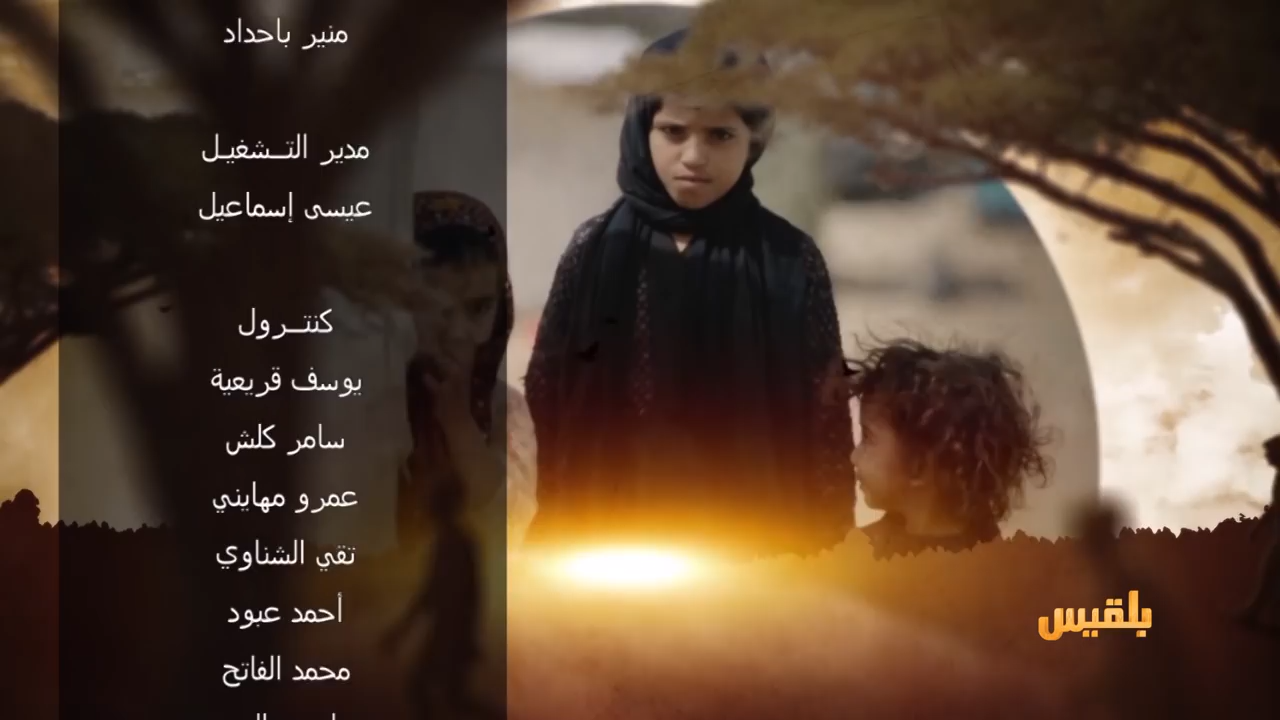 منير باحداد
مدير التــشغيـل
عيسى إسماعيل
كنتــرول
يوسف قريعية
سامر كلش
عمرو مهايني
تقي الشناوي
أحمد عبود
محمد الفاتح
بلقيس